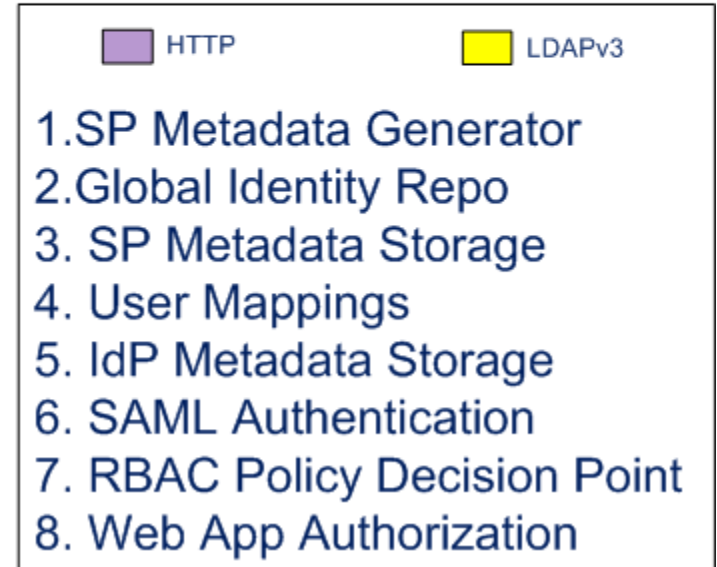 HTTP LDAPv3
1.SP Metadata Generator
2.Global Identity Repo
3. SP Metadata Storage
4. User Mappings
5. IdP Metadata Storage
6. SAML Authentication
7. RBAC Policy Decision Point
8. Web App Authorization